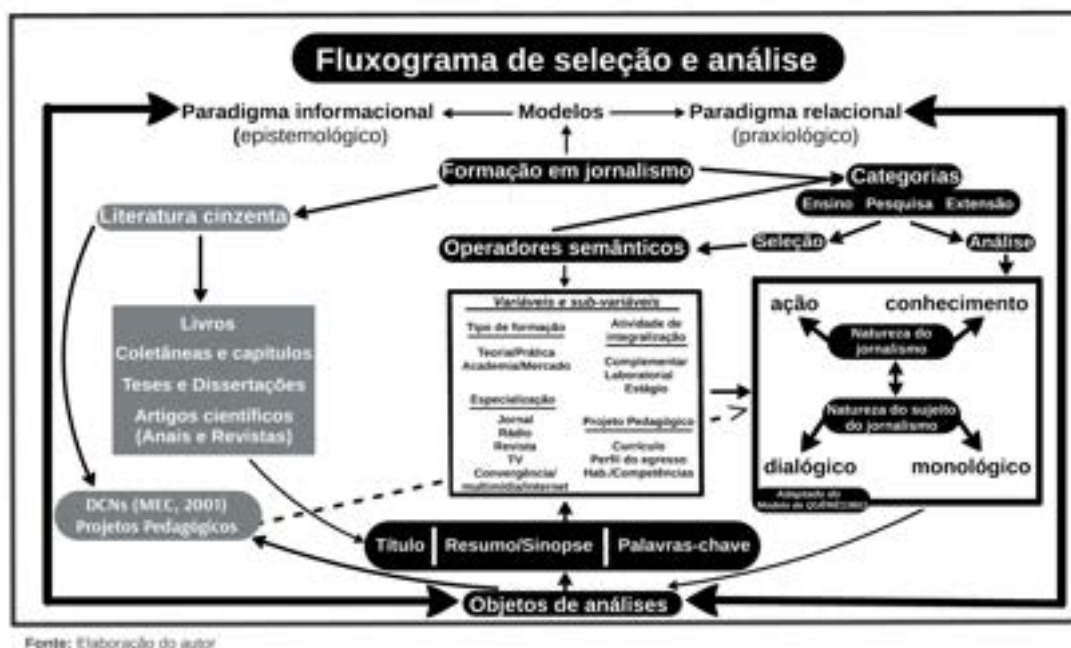 Fluxograma de seleção e análise
Paradigma informacional
(epistemológico)
Modelos
Paradigma relacional
(praxiológico)
Formação em jornalismo
Categorias
Ensino Pesquisa Extensão
Literatura cinzenta
Operadores semânticos
Seleção
Análise
Livros
Coletâneas e capítulos
Teses e Dissertações
Artigos científicos
(Anais e Revistas)
Variáveis e sub-variáveis
Tipo de formação
Teoria/Prática
Academia/Mercado
Atividade de
integralização
Complementar
Laboratorial
Estágio
Especialização
Jornal
Rádio
Revista
TV
Convergência/
multimídia/internet
Projeto Pedagógico
Currículo
Perfil do egresso
Hab./Competências
ação
conhecimento
Natureza do
jornalismo
Natureza do sujeito
do jornalismo
dialógico
monológico
Adaptado do
Modelo de
DCNs (MEC, 2001)
Projetos Pedagógicos
Título
Resumo/Sinopse
Palavras-chave
Objetos de análises
Fonte: Elaboração do autor